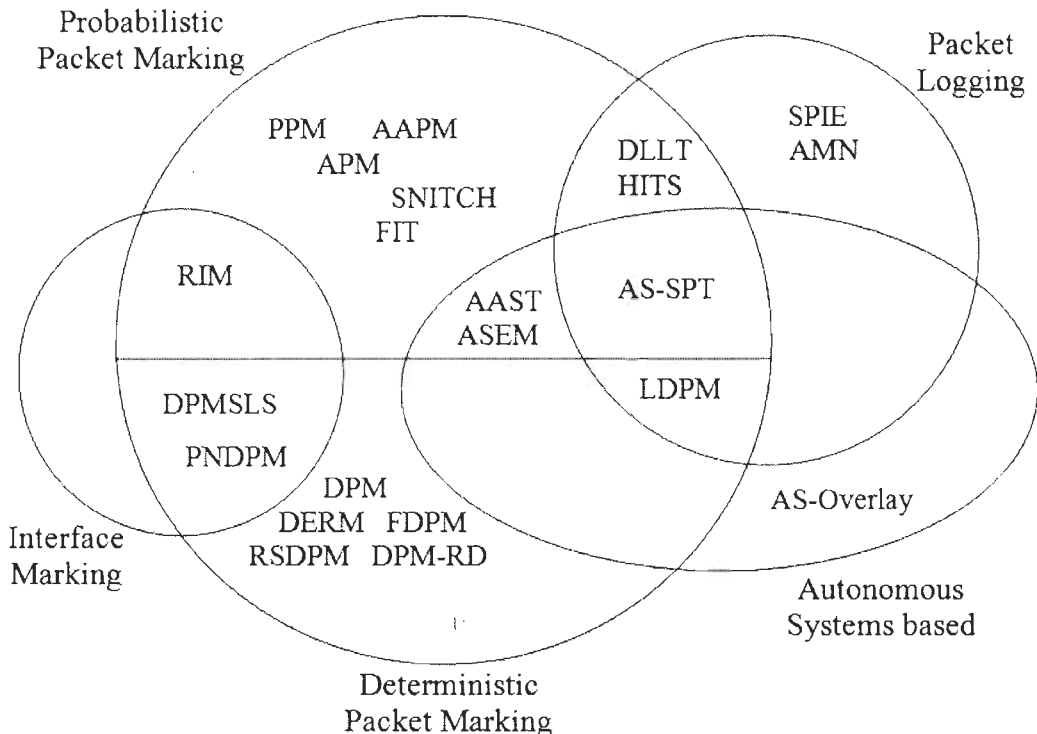 Probabilistic
Packet Marking
Packet
Logging
PPM AAPM
APM
SNITCH
FIT
DLLT
HITS
SPIE
AMN
RIM
AAST
ASEM
AS-SPT
DPMSLS
PNDPM
LDPM
DPM
DERM FDPM
RSDPM DPM-RD
AS-Overlay
Interface
Marking
Autonomous
Systems based
Deterministic
Packet Marking